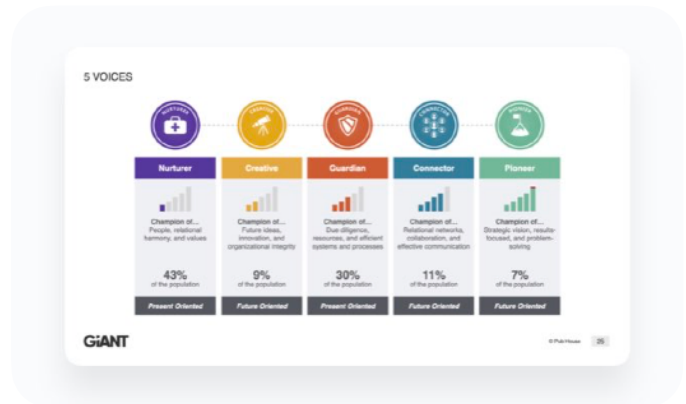 5 VOICES
NURTURER
CREATIVE
GUARDIAN
CONNECTOR
PIONEER
Nurturer
Creative
Guardian
Connector
Pioneer
Champion of...
People, relational
harmony, and values
Champion of...
Future ideas,
innovation, and
organizational integrity
Champion of...
Due diligence,
resources, and efficient
systems and processes
Champion of...
Relational networks,
collaboration, and
effective communication
Champion of...
Strategic vision, results-
focused, and problem-
solving
43%
of the population
9%
of the population
30%
of the population
11%
of the population
7%
of the population
Present Oriented
Future Oriented
Present Oriented
Future Oriented
Future Oriented
GiANT
© Pub House